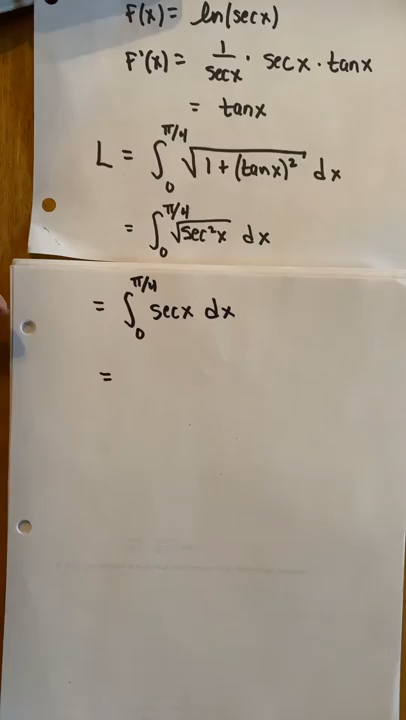 F(x) = ln(secx)
F'(x) = 1/secx · secx · tanx
= tanx
L = ∫₀^π/4 √(1+(tanx)²) dx
= ∫₀^π/4 √(sec²x) dx
= ∫₀^π/4 secx dx
=